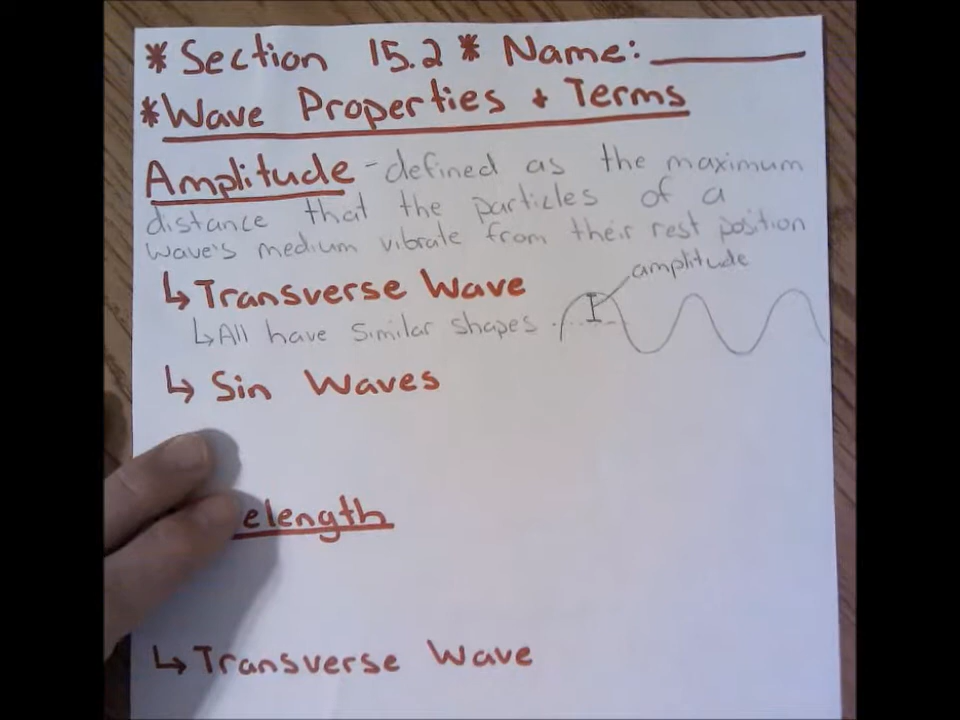 * Section 15.2 * Name: ________
* Wave Properties + Terms
Amplitude - defined as the maximum
distance that the particles of a
wave's medium vibrate from their rest position
amplitude
↳ Transverse Wave
↳ All have similar shapes
↳ Sin Waves
elength
↳ Transverse Wave